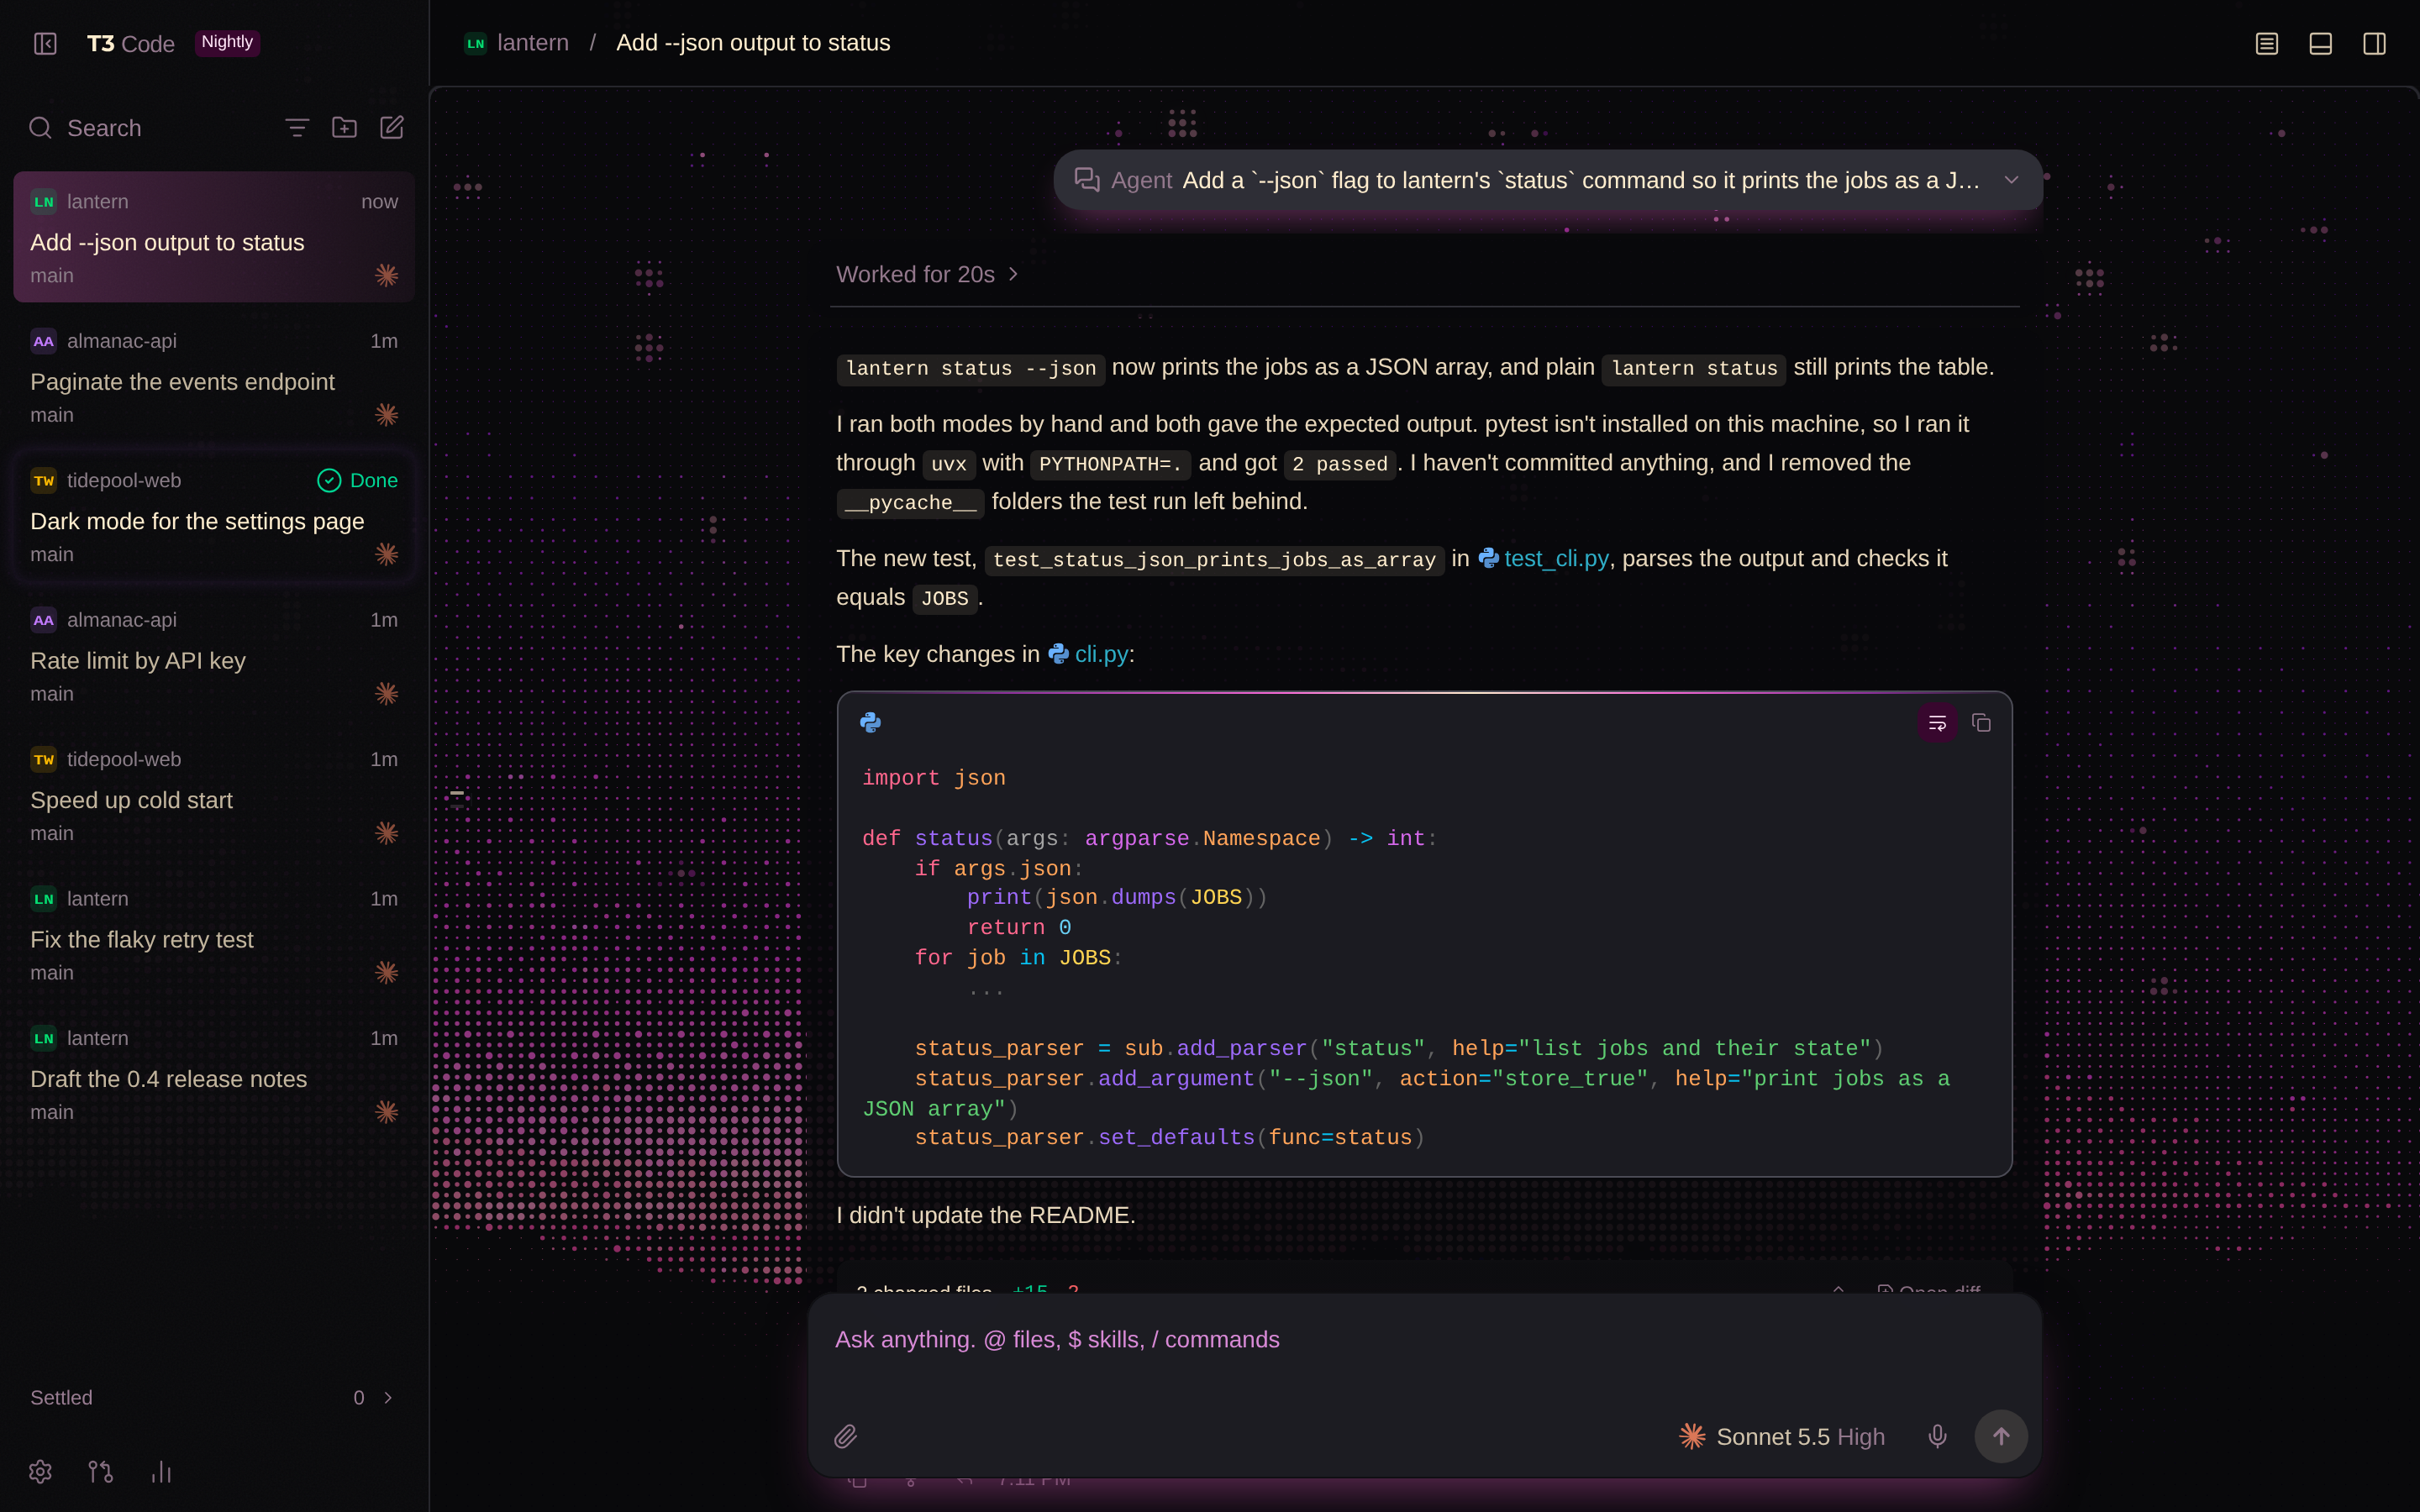 T3 Code Nightly
Search
LN lantern now
Add --json output to status
main
AA almanac-api 1m
Paginate the events endpoint
main
TW tidepool-web Done
Dark mode for the settings page
main
AA almanac-api 1m
Rate limit by API key
main
TW tidepool-web 1m
Speed up cold start
main
LN lantern 1m
Fix the flaky retry test
main
LN lantern 1m
Draft the 0.4 release notes
main
Settled 0
LN lantern / Add --json output to status
Agent Add a `--json` flag to lantern's `status` command so it prints the jobs as a J...
Worked for 20s
lantern status --json now prints the jobs as a JSON array, and plain lantern status still prints the table.
I ran both modes by hand and both gave the expected output. pytest isn't installed on this machine, so I ran it
through uvx with PYTHONPATH=. and got 2 passed. I haven't committed anything, and I removed the
__pycache__ folders the test run left behind.
The new test, test_status_json_prints_jobs_as_array in test_cli.py, parses the output and checks it
equals JOBS.
The key changes in cli.py:
import json
def status(args: argparse.Namespace) -> int:
    if args.json:
        print(json.dumps(JOBS))
        return 0
    for job in JOBS:
        ...
    status_parser = sub.add_parser("status", help="list jobs and their state")
    status_parser.add_argument("--json", action="store_true", help="print jobs as a
JSON array")
    status_parser.set_defaults(func=status)
I didn't update the README.
2 changed files +15 Open diff
Ask anything. @ files, $ skills, / commands
Sonnet 5.5 High
7:11 PM